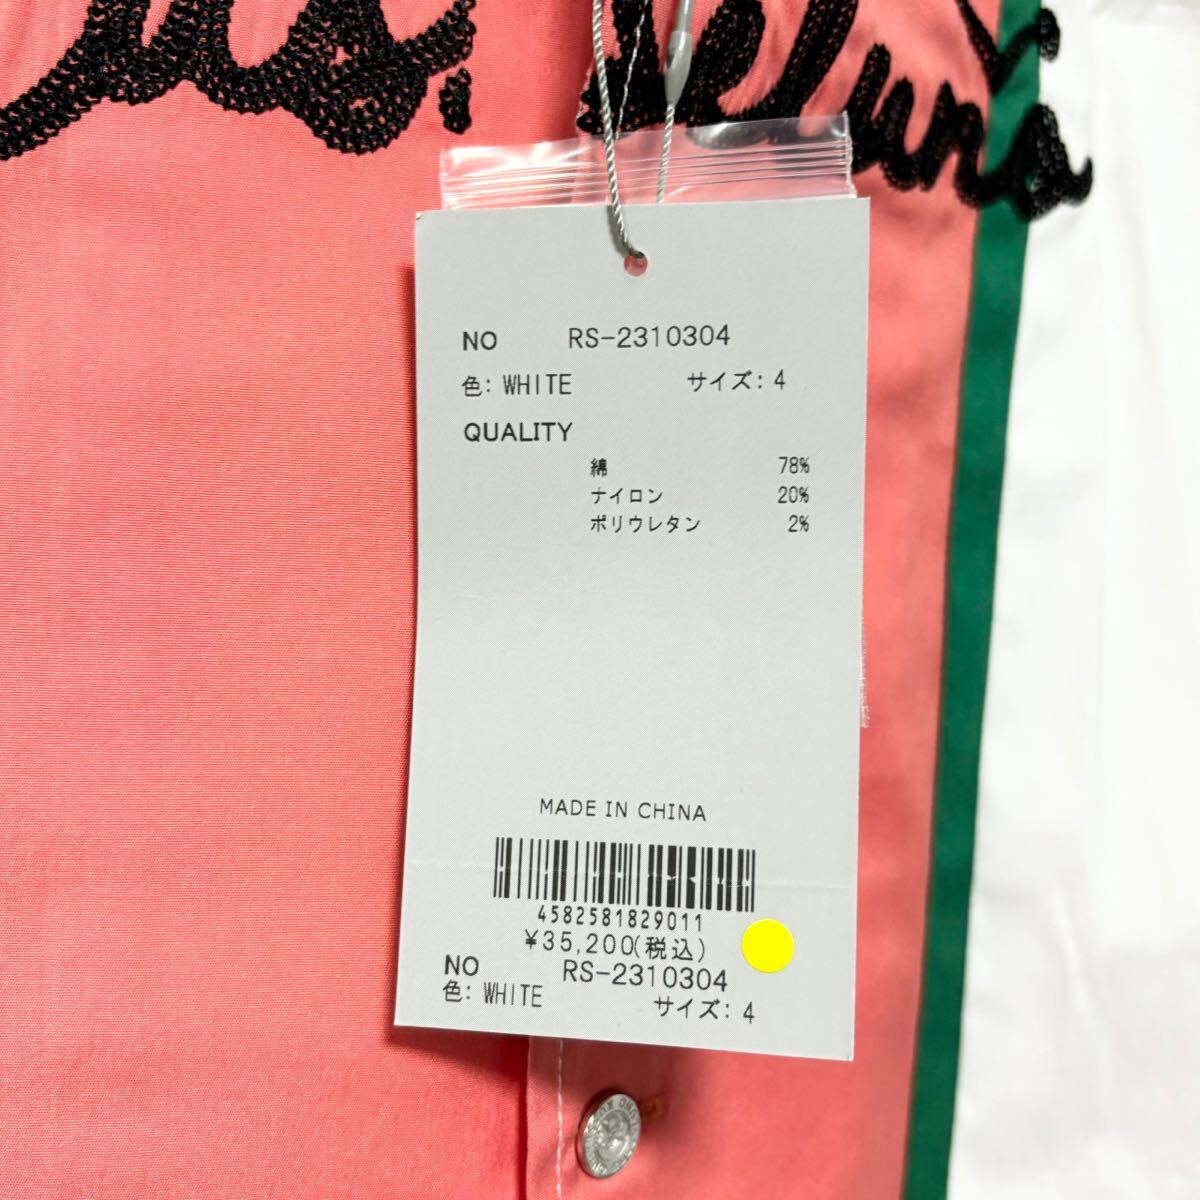 NO RS-2310304
色: WHITE サイズ: 4
QUALITY
綿 78%
ナイロン 20%
ポリウレタン 2%
MADE IN CHINA
4582581829011
¥35,200(税込)
NO RS-2310304
色: WHITE サイズ: 4